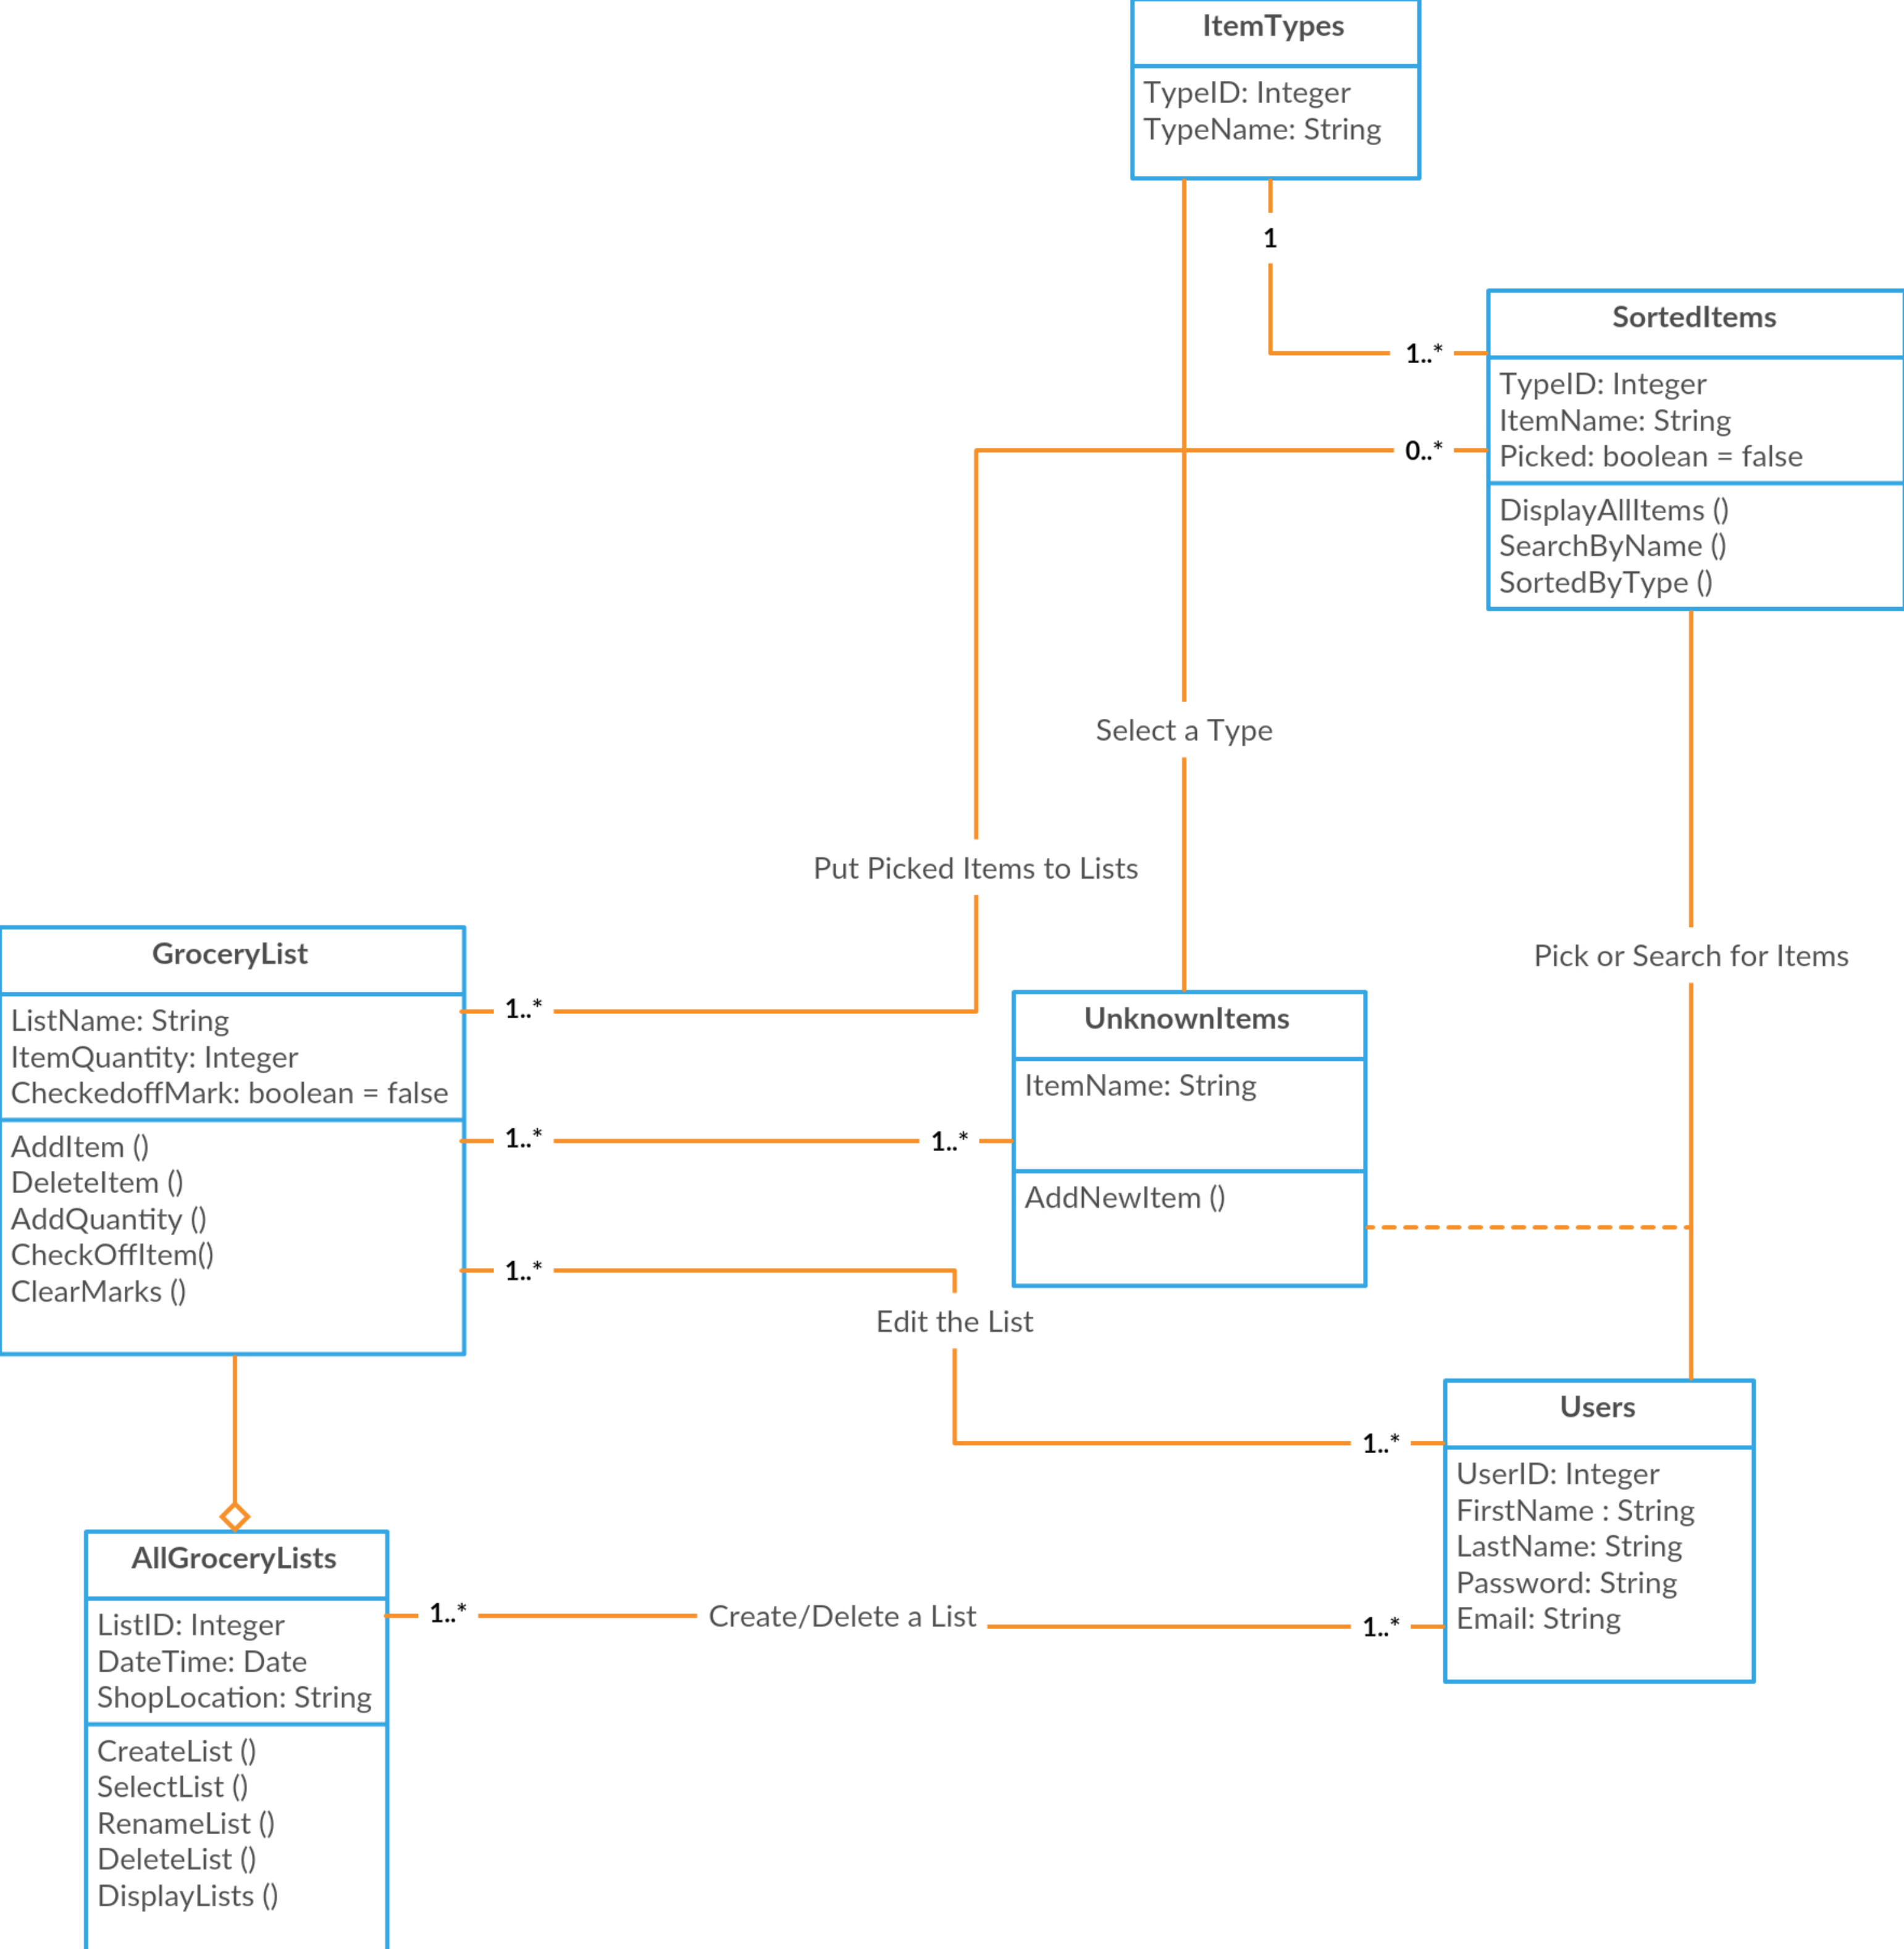 ItemTypes
TypeID: Integer
TypeName: String
1
SortedItems
1..*
TypeID: Integer
ItemName: String
Picked: boolean = false
0..*
DisplayAllItems ()
SearchByName ()
SortedByType ()
Select a Type
Put Picked Items to Lists
Pick or Search for Items
GroceryList
ListName: String
ItemQuantity: Integer
CheckedoffMark: boolean = false
AddItem ()
DeleteItem ()
AddQuantity ()
CheckOffItem()
ClearMarks ()
1..*
1..*
1..*
1..*
UnknownItems
ItemName: String
AddNewItem ()
Edit the List
1..*
Users
UserID: Integer
FirstName : String
LastName: String
Password: String
Email: String
AllGroceryLists
ListID: Integer
DateTime: Date
ShopLocation: String
CreateList ()
SelectList ()
RenameList ()
DeleteList ()
DisplayLists ()
1..*
Create/Delete a List
1..*